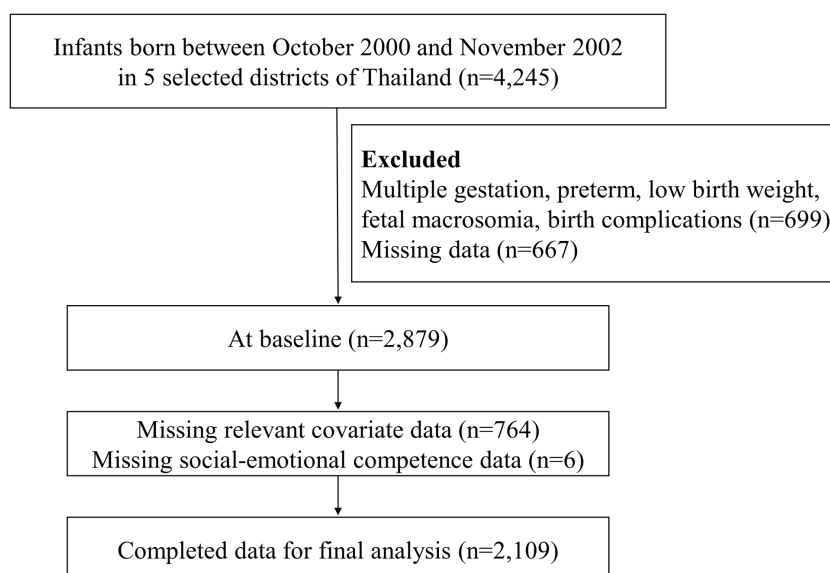 Infants born between October 2000 and November 2002
in 5 selected districts of Thailand (n=4,245)
Excluded
Multiple gestation, preterm, low birth weight,
fetal macrosomia, birth complications (n=699)
Missing data (n=667)
At baseline (n=2,879)
Missing relevant covariate data (n=764)
Missing social-emotional competence data (n=6)
Completed data for final analysis (n=2,109)